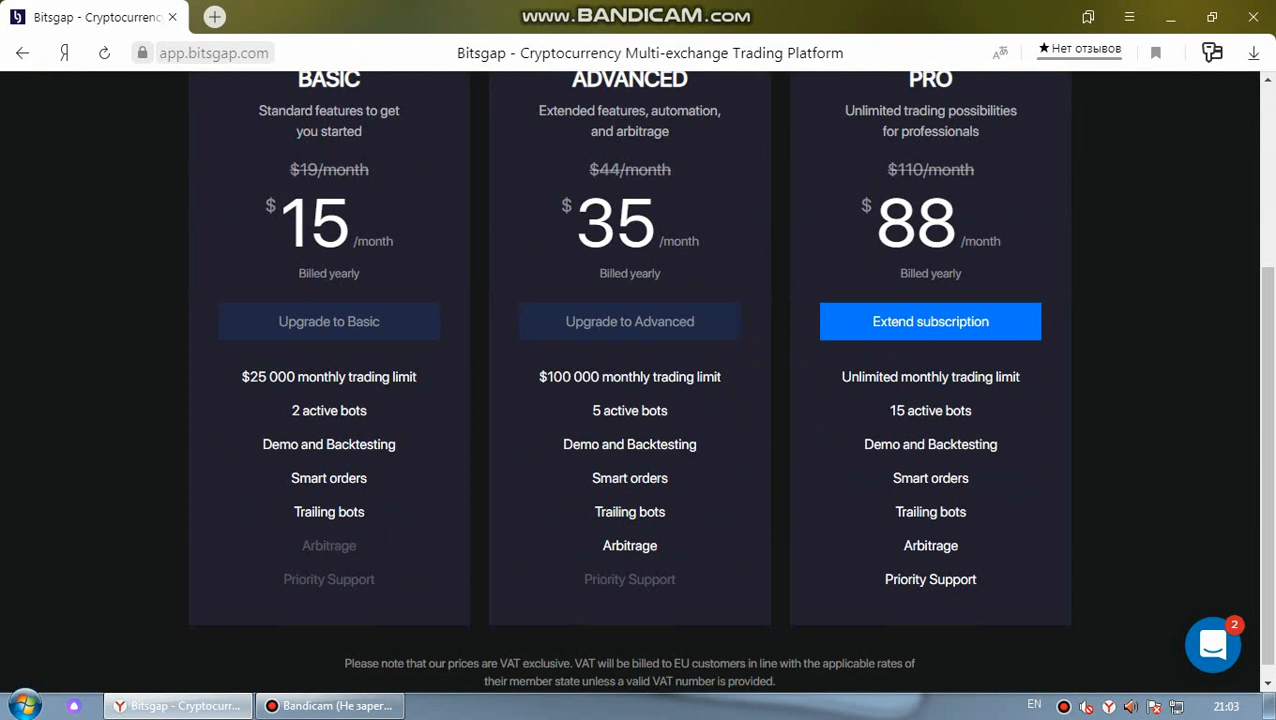 Bitsgap - Cryptocurrency
www.BANDICAM.com
Я
app.bitsgap.com
Bitsgap - Cryptocurrency Multi-exchange Trading Platform
★Нет отзывов
BASIC
Standard features to get
you started
$19/month
$ 15 /month
Billed yearly
Upgrade to Basic
$25 000 monthly trading limit
2 active bots
Demo and Backtesting
Smart orders
Trailing bots
Arbitrage
Priority Support
ADVANCED
Extended features, automation,
and arbitrage
$44/month
$ 35 /month
Billed yearly
Upgrade to Advanced
$100 000 monthly trading limit
5 active bots
Demo and Backtesting
Smart orders
Trailing bots
Arbitrage
Priority Support
PRO
Unlimited trading possibilities
for professionals
$110/month
$ 88 /month
Billed yearly
Extend subscription
Unlimited monthly trading limit
15 active bots
Demo and Backtesting
Smart orders
Trailing bots
Arbitrage
Priority Support
2
Please note that our prices are VAT exclusive. VAT will be billed to EU customers in line with the applicable rates of
their member state unless a valid VAT number is provided.
Bitsgap - Cryptocurr...
Bandicam (Не зарег...
EN
21:03